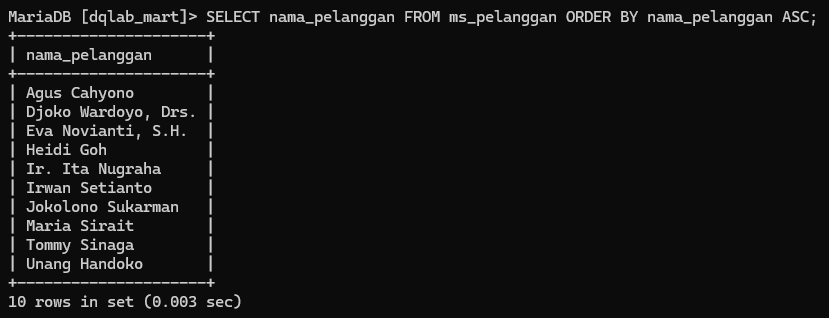 MariaDB [dqlab_mart]> SELECT nama_pelanggan FROM ms_pelanggan ORDER BY nama_pelanggan ASC;
+---------------------+
| nama_pelanggan      |
+---------------------+
| Agus Cahyono        |
| Djoko Wardoyo, Drs. |
| Eva Novianti, S.H.  |
| Heidi Goh           |
| Ir. Ita Nugraha     |
| Irwan Setianto      |
| Jokolono Sukarman   |
| Maria Sirait        |
| Tommy Sinaga        |
| Unang Handoko       |
+---------------------+
10 rows in set (0.003 sec)